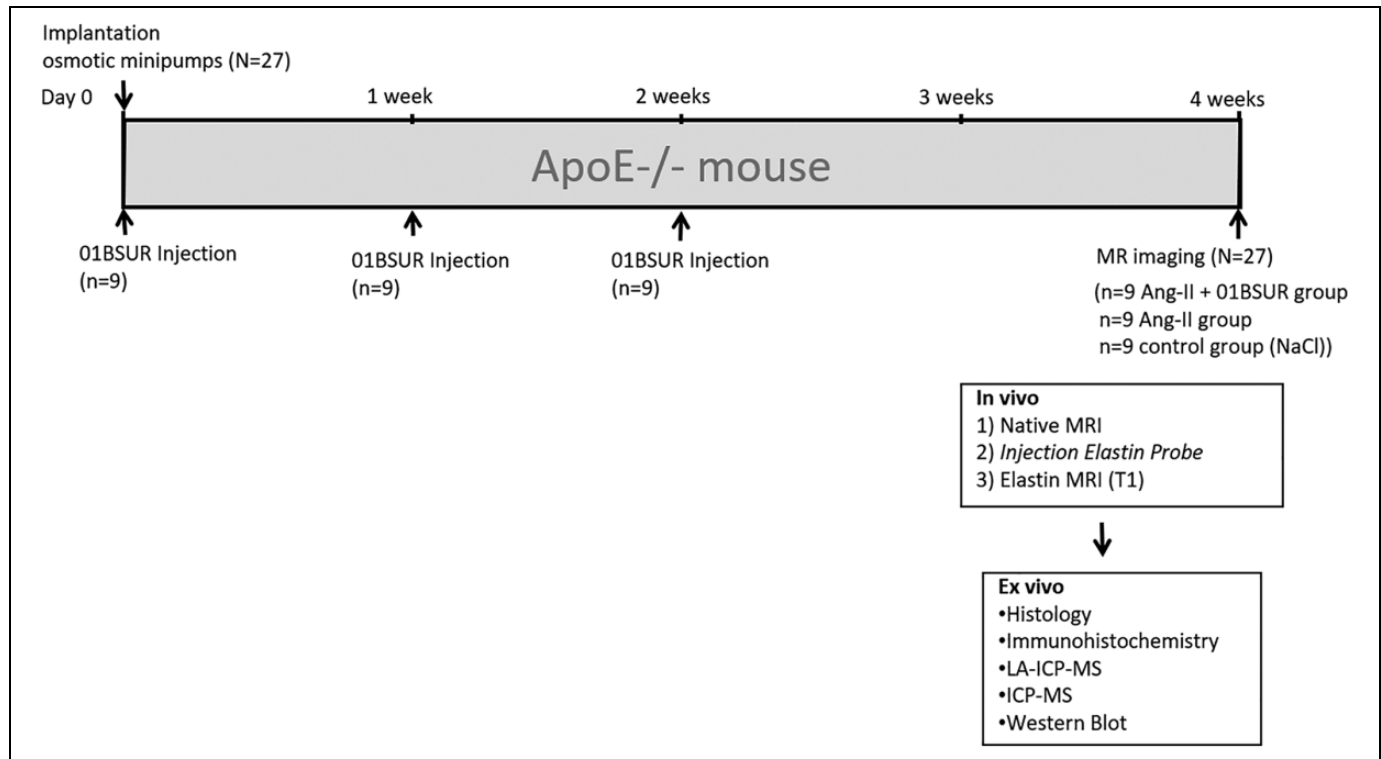 Implantation
osmotic minipumps (N=27)
Day 0
1 week
2 weeks
3 weeks
4 weeks
ApoE-/- mouse
01BSUR Injection
(n=9)
01BSUR Injection
(n=9)
01BSUR Injection
(n=9)
MR imaging (N=27)
(n=9 Ang-II + 01BSUR group
n=9 Ang-II group
n=9 control group (NaCl))
In vivo
1) Native MRI
2) Injection Elastin Probe
3) Elastin MRI (T1)
Ex vivo
•Histology
•Immunohistochemistry
•LA-ICP-MS
•ICP-MS
•Western Blot